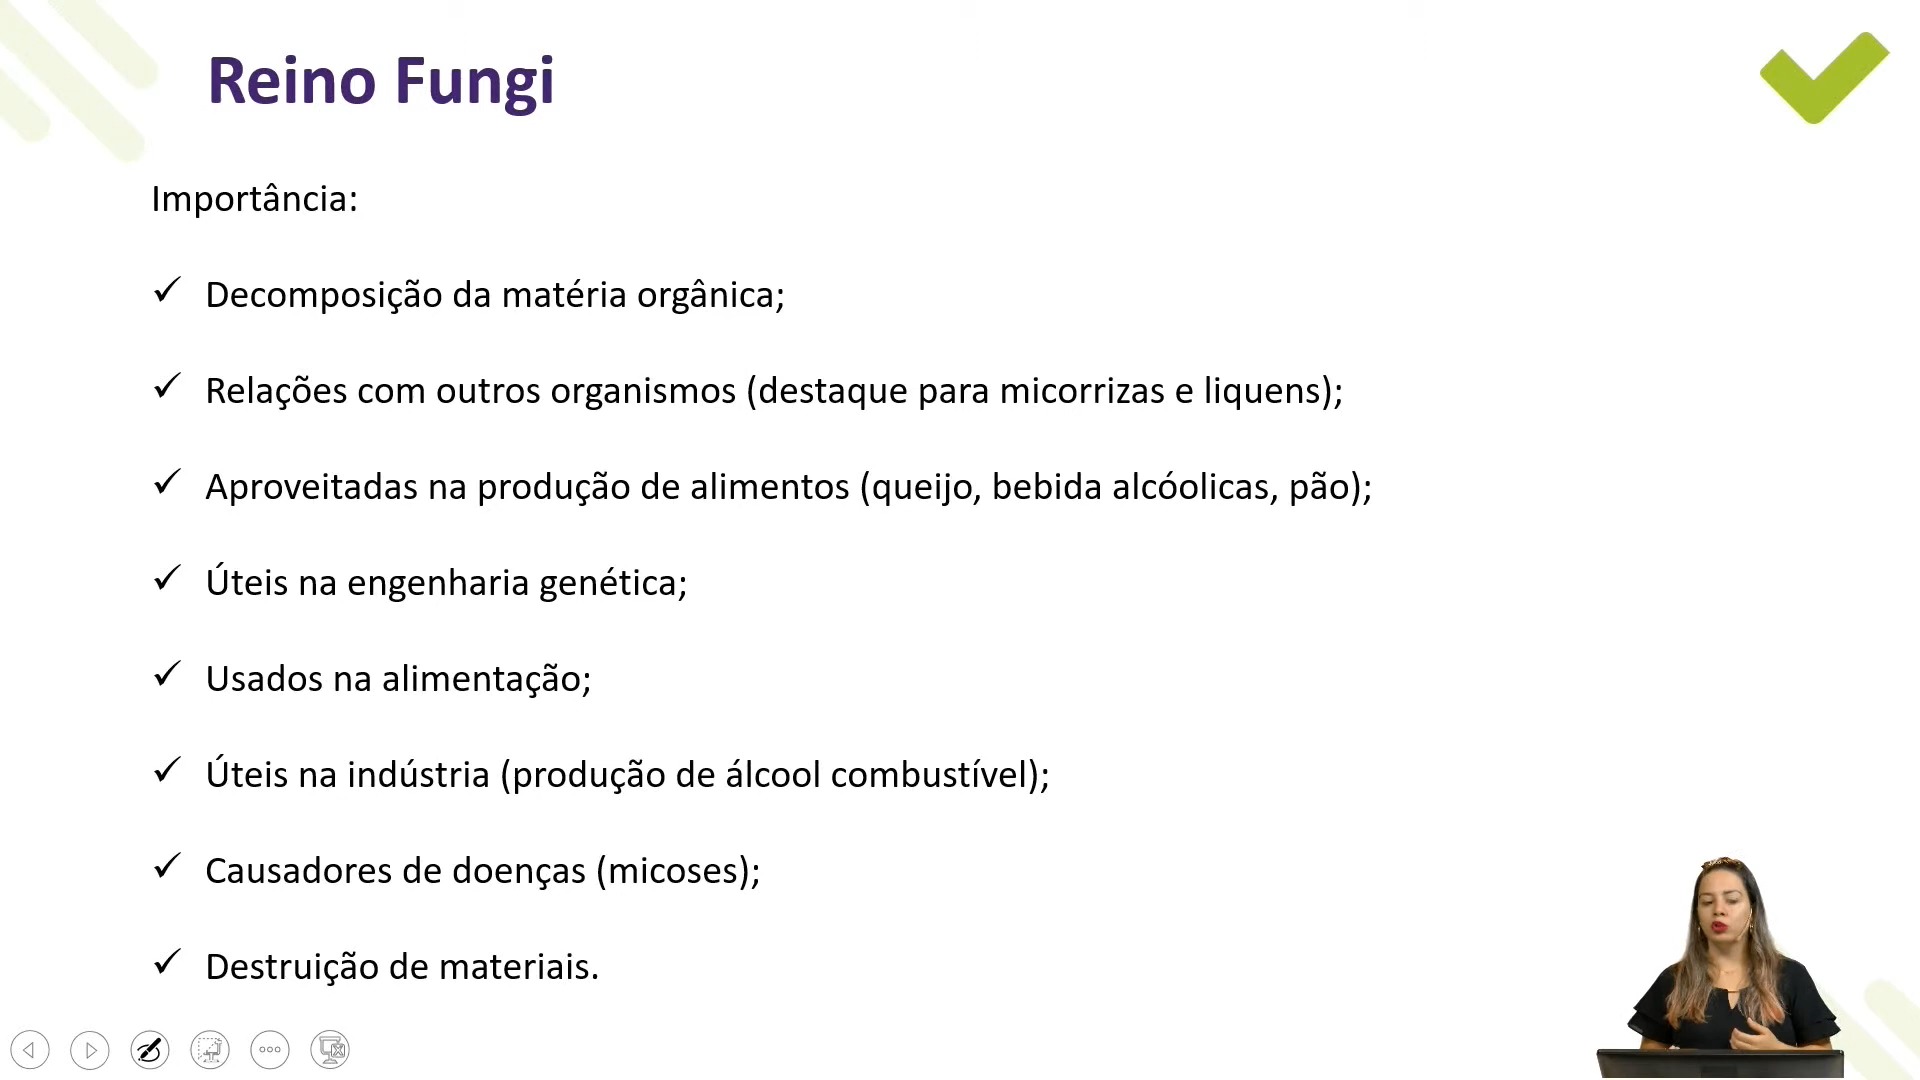 Reino Fungi
Importância:
Decomposição da matéria orgânica;
Relações com outros organismos (destaque para micorrizas e liquens);
Aproveitadas na produção de alimentos (queijo, bebida alcóolicas, pão);
Úteis na engenharia genética;
Usados na alimentação;
Úteis na indústria (produção de álcool combustível);
Causadores de doenças (micoses);
Destruição de materiais.